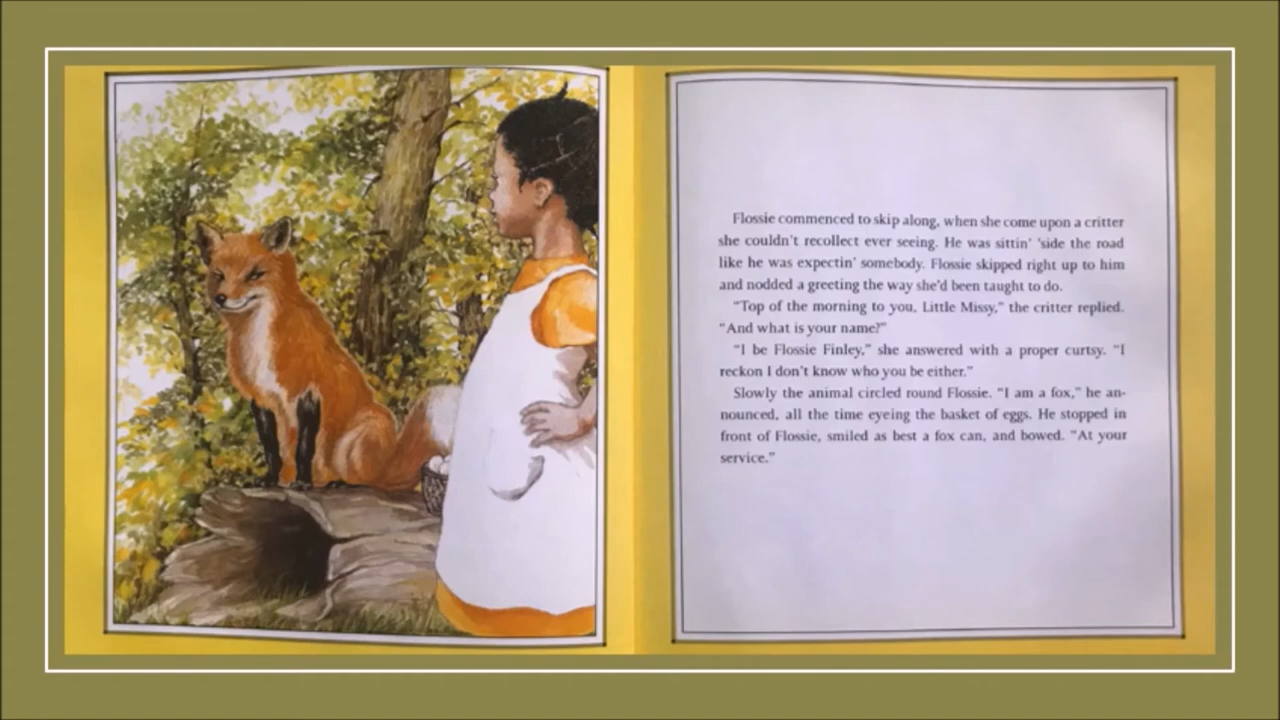 Flossie commenced to skip along, when she come upon a critter
she couldn't recollect ever seeing. He was sittin' 'side the road
like he was expectin' somebody. Flossie skipped right up to him
and nodded a greeting the way she'd been taught to do.
"Top of the morning to you, Little Missy," the critter replied.
"And what is your name?"
"I be Flossie Finley," she answered with a proper curtsy. "I
reckon I don't know who you be either."
Slowly the animal circled round Flossie. "I am a fox," he an-
nounced, all the time eyeing the basket of eggs. He stopped in
front of Flossie, smiled as best a fox can, and bowed. "At your
service."